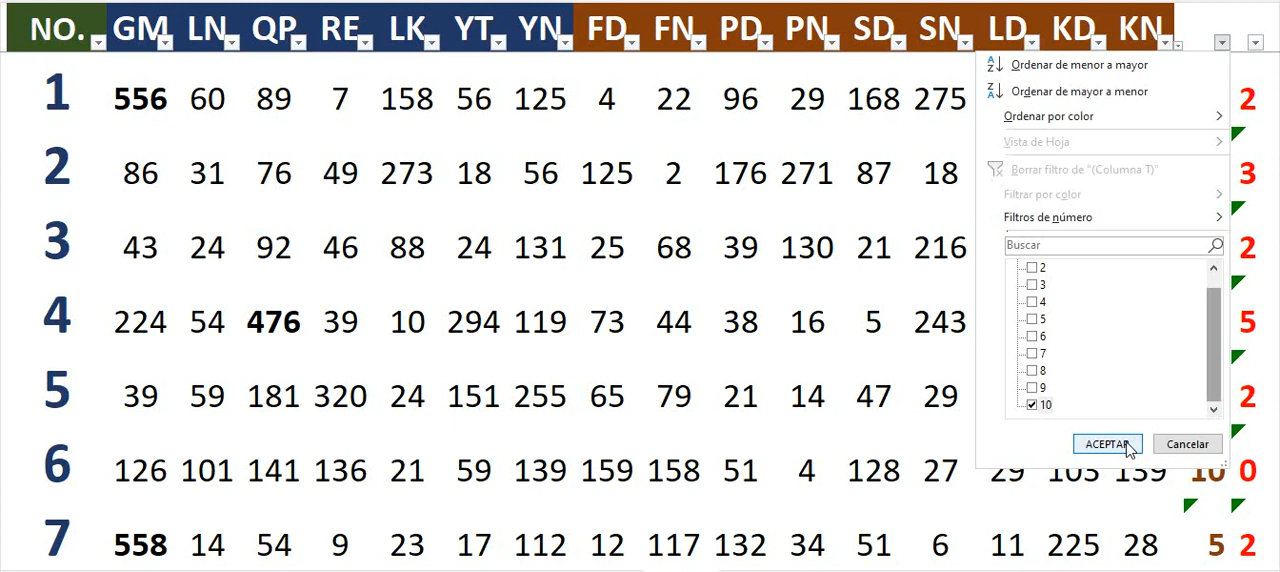 NO. GM LN QP RE LK YT YN FD FN PD PN SD SN LD KD KN
1 556 60 89 7 158 56 125 4 22 96 29 168 275 2
2 86 31 76 49 273 18 56 125 2 176 271 87 18 3
3 43 24 92 46 88 24 131 25 68 39 130 21 216 2
4 224 54 476 39 10 294 119 73 44 38 16 5 243 5
5 39 59 181 320 24 151 255 65 79 21 14 47 29 2
6 126 101 141 136 21 59 139 159 158 51 4 128 27 29 103 139 10 0
7 558 14 54 9 23 17 112 12 117 132 34 51 6 11 225 28 5 2
Ordenar de menor a mayor
Ordenar de mayor a menor
Ordenar por color
Vista de Hoja
Borrar filtro de "(Columna T)"
Filtrar por color
Filtros de número
Buscar
2
3
4
5
6
7
8
9
10
ACEPTAR Cancelar